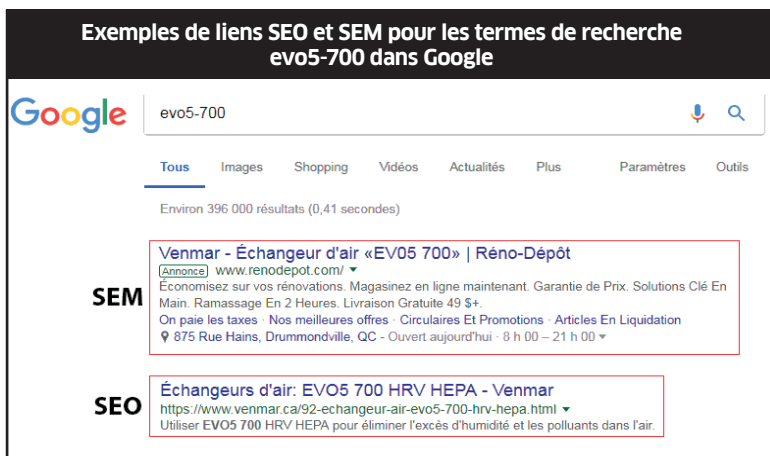 Exemples de liens SEO et SEM pour les termes de recherche
evo5-700 dans Google
Google evo5-700
Tous Images Shopping Vidéos Actualités Plus Paramètres Outils
Environ 396 000 résultats (0,41 secondes)
SEM
Venmar - Échangeur d'air «EV05 700» | Réno-Dépôt
Annonce www.renodepot.com/
Économisez sur vos rénovations. Magasinez en ligne maintenant. Garantie de Prix. Solutions Clé En
Main. Ramassage En 2 Heures. Livraison Gratuite 49 $+.
On paie les taxes · Nos meilleures offres · Circulaires Et Promotions · Articles En Liquidation
875 Rue Hains, Drummondville, QC - Ouvert aujourd'hui · 8 h 00 – 21 h 00
SEO
Échangeurs d'air: EVO5 700 HRV HEPA - Venmar
https://www.venmar.ca/92-echangeur-air-evo5-700-hrv-hepa.html
Utiliser EVO5 700 HRV HEPA pour éliminer l'excès d'humidité et les polluants dans l'air.